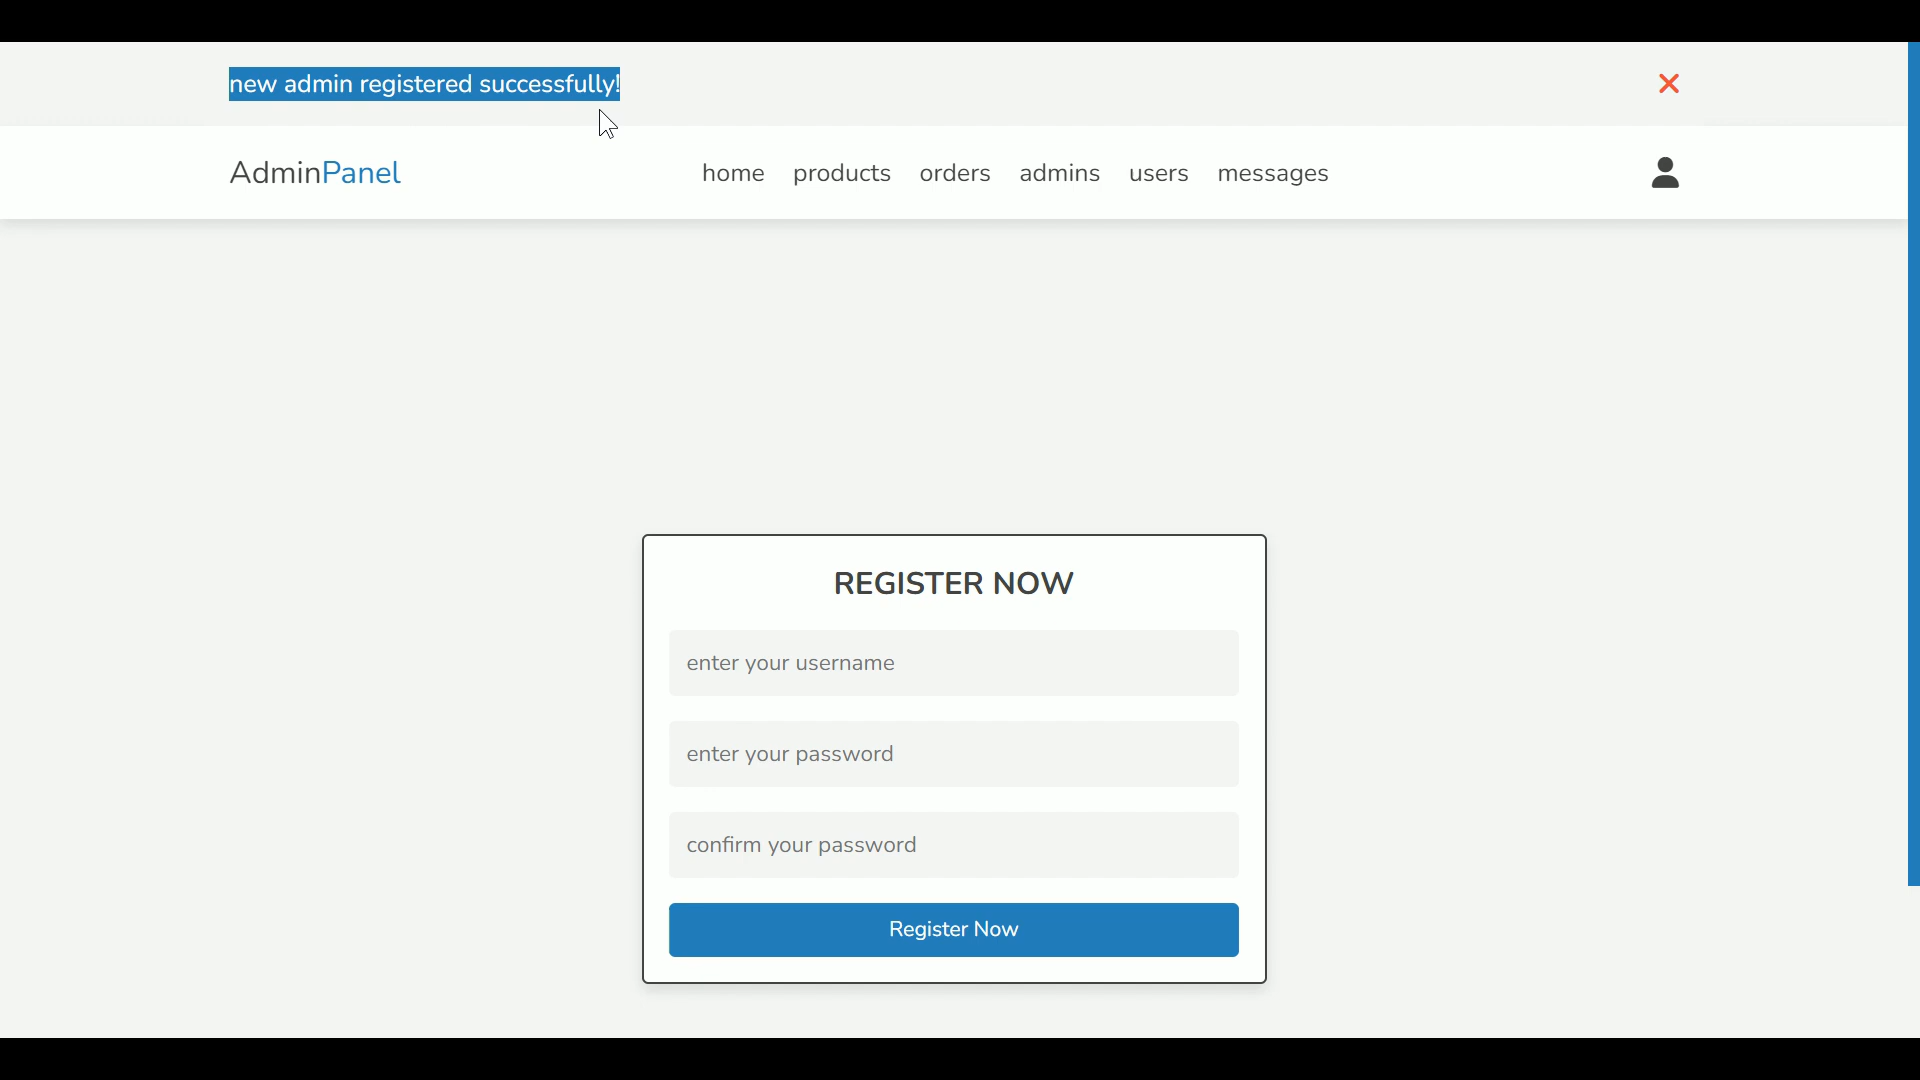 new admin registered successfully!
AdminPanel home products orders admins users messages
REGISTER NOW
enter your username
enter your password
confirm your password
Register Now